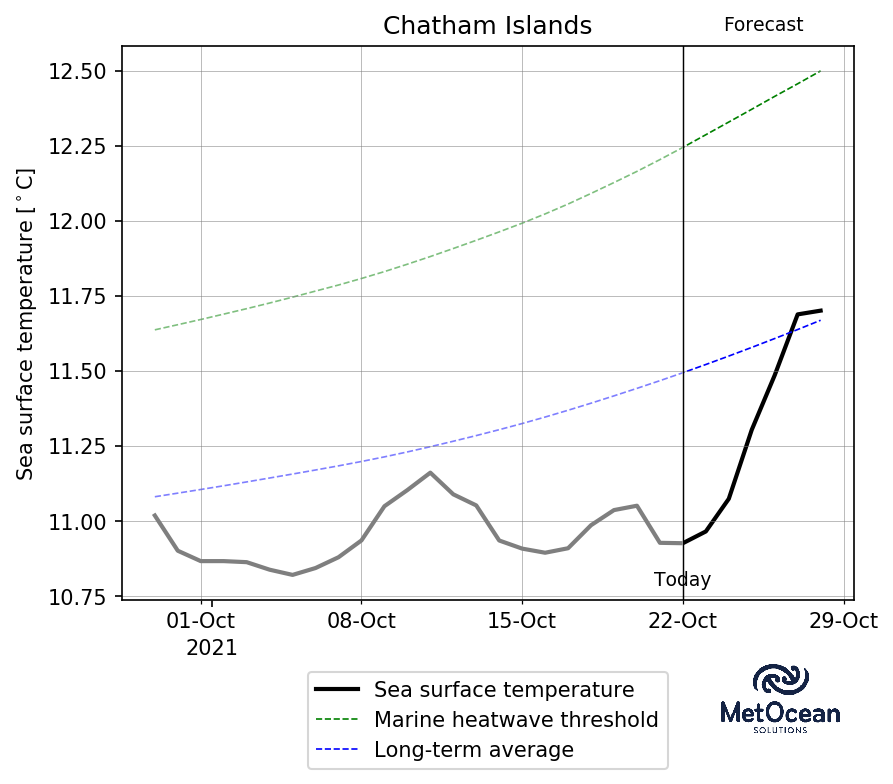 Chatham Islands
Forecast
Sea surface temperature [°C]
12.50
12.25
12.00
11.75
11.50
11.25
11.00
10.75
Today
01-Oct 08-Oct 15-Oct 22-Oct 29-Oct
2021
Sea surface temperature
Marine heatwave threshold
Long-term average
MetOcean
SOLUTIONS